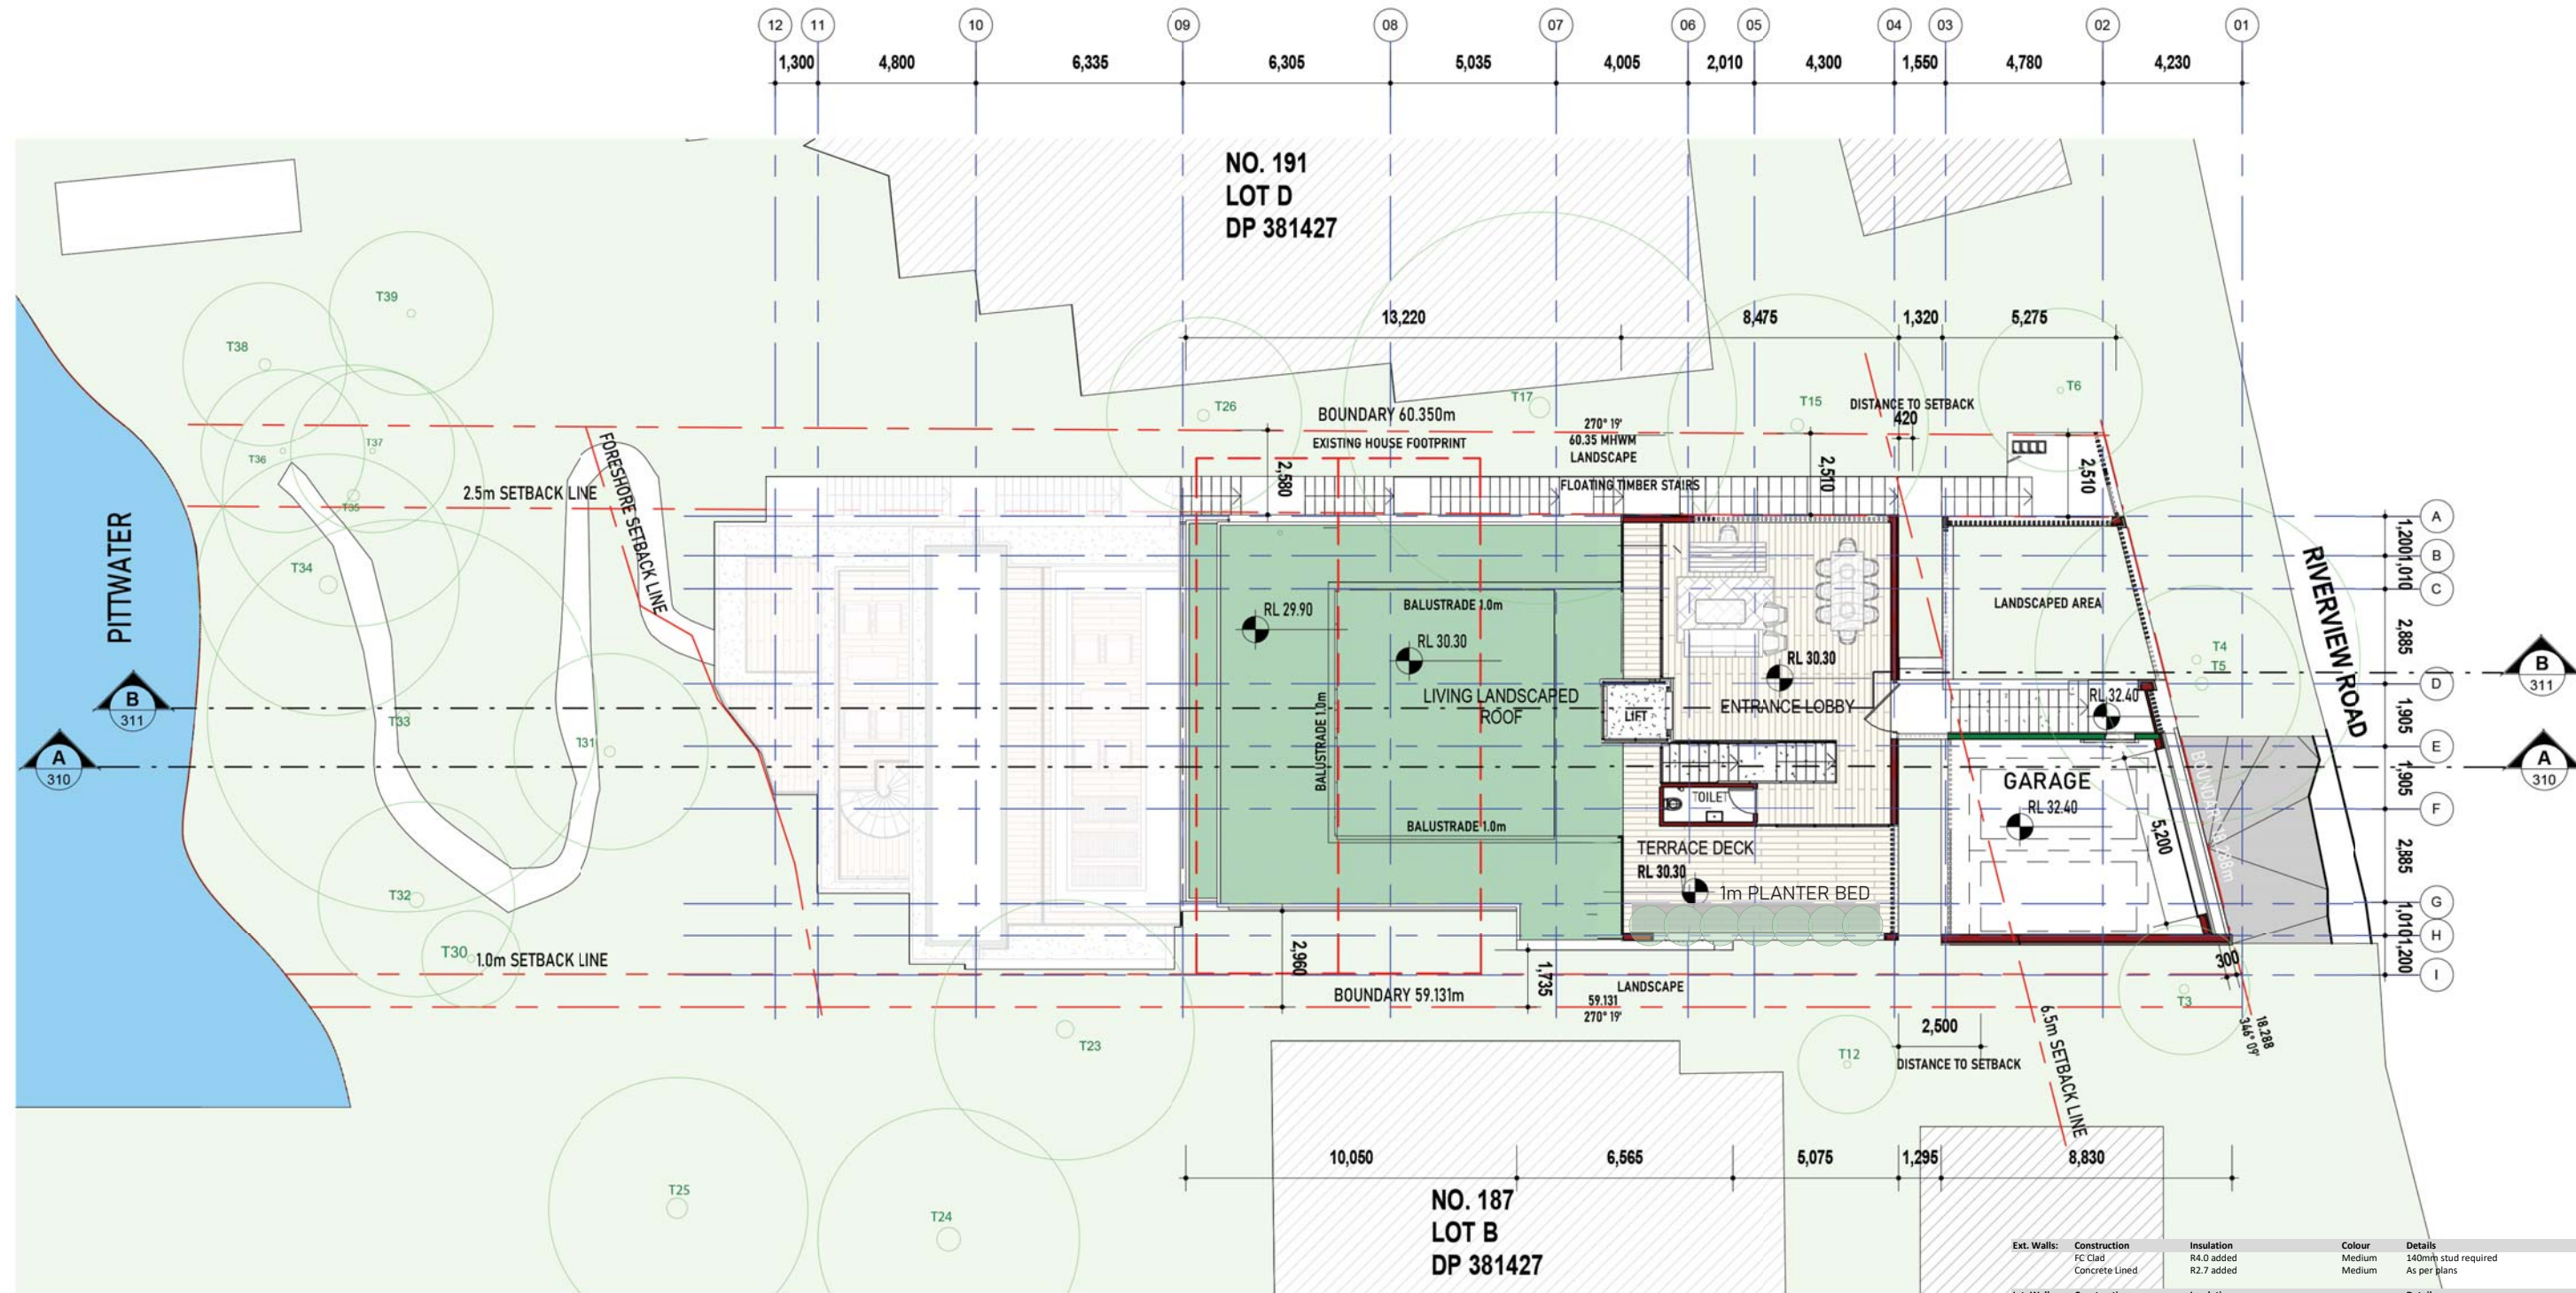 12 11 10 09 08 07 06 05 04 03 02 01
1,300 4,800 6,335 6,305 5,035 4,005 2,010 4,300 1,550 4,780 4,230
NO. 191
LOT D
DP 381427
13,220 8,475 1,320 5,275
T39
T38
T37
T36
T35
T34
T33
T32
T31
T30
T26
T17
T15
T6
DISTANCE TO SETBACK
420
BOUNDARY 60.350m
EXISTING HOUSE FOOTPRINT
270° 19'
60.35 MHWM
LANDSCAPE
FLOATING TIMBER STAIRS
2,580
2,510
2,510
2.5m SETBACK LINE
FORESHORE SETBACK LINE
PITTWATER
RL 29.90
BALUSTRADE 1.0m
RL 30.30
LIVING LANDSCAPED
ROOF
BALUSTRADE 1.0m
BALUSTRADE 1.0m
LIFT
RL 30.30
ENTRANCE LOBBY
TOILET
TERRACE DECK
RL 30.30
1m PLANTER BED
LANDSCAPED AREA
T4
T5
RL 32.40
GARAGE
RL 32.40
5,200
BOUNDARY 18.288m
RIVERVIEW ROAD
A
B
C
D
E
F
G
H
I
1,200
1,010
2,885
1,905
1,905
2,885
1,010
1,200
B
311
A
310
B
311
A
310
1.0m SETBACK LINE
2,960
BOUNDARY 59.131m
1,735
LANDSCAPE
59.131
270° 19'
300
T3
18.288
346° 09'
6.5m SETBACK LINE
2,500
DISTANCE TO SETBACK
T12
T23
T25
T24
10,050 6,565 5,075 1,295 8,830
NO. 187
LOT B
DP 381427
Ext. Walls: Construction Insulation Colour Details
FC Clad R4.0 added Medium 140mm stud required
Concrete Lined R2.7 added Medium As per plans